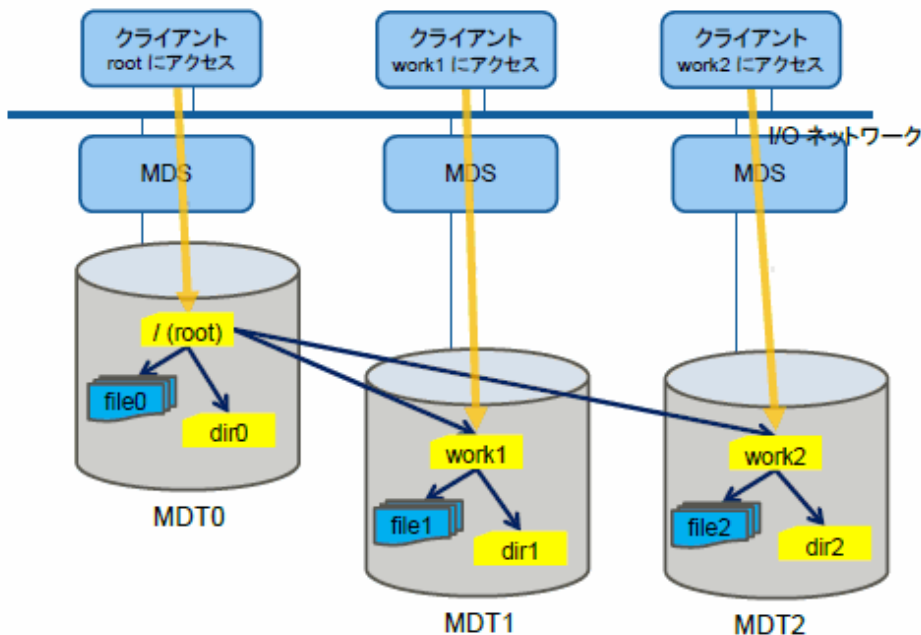 クライアント
root にアクセス
クライアント
work1 にアクセス
クライアント
work2 にアクセス
I/O ネットワーク
MDS
MDS
MDS
/ (root)
file0
dir0
MDT0
work1
file1
dir1
MDT1
work2
file2
dir2
MDT2